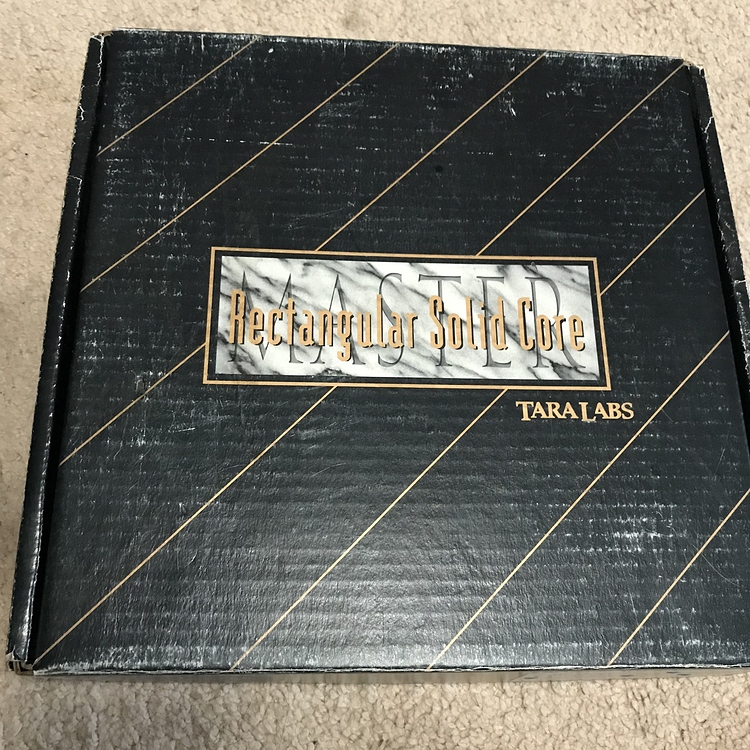 MASTER
Rectangular Solid Core
TARA LABS